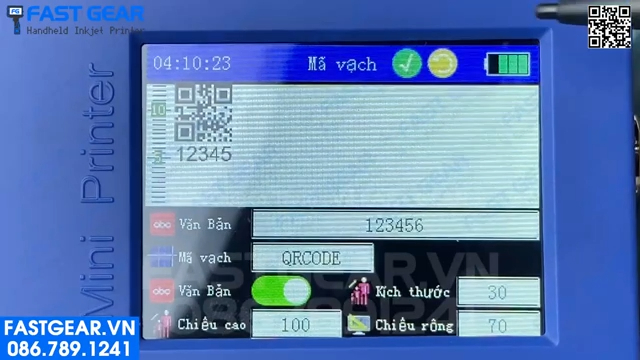 FAST GEAR
Handheld Inkjet Printer
Mini Printer
04:10:23 Mã vạch
10
12345
Văn Bản 123456
Mã vạch QRCODE
Văn Bản Kích thước 30
Chiều cao 100 Chiều rộng 70
FASTGEAR.VN
086.789.1241